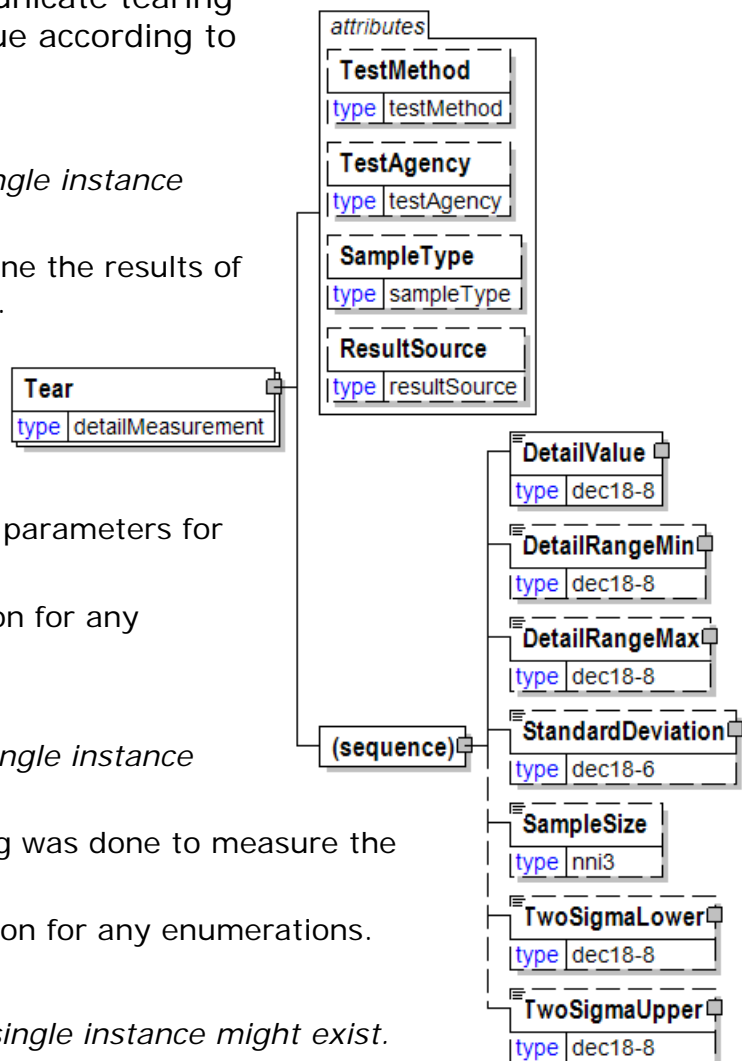 unicate tearing
ue according to
ngle instance
ne the results of
.
parameters for
on for any
ngle instance
g was done to measure the
on for any enumerations.
single instance might exist.
attributes
TestMethod
type testMethod
TestAgency
type testAgency
SampleType
type sampleType
ResultSource
type resultSource
Tear
type detailMeasurement
(sequence)
DetailValue
type dec18-8
DetailRangeMin
type dec18-8
DetailRangeMax
type dec18-8
StandardDeviation
type dec18-6
SampleSize
type nni3
TwoSigmaLower
type dec18-8
TwoSigmaUpper
type dec18-8